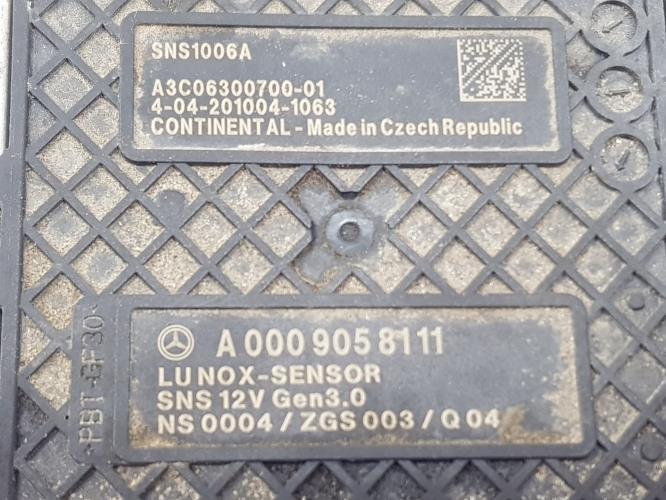 SNS1006A
A3C06300700-01
4-04-201004-1063
CONTINENTAL - Made in Czech Republic
A 000 905 81 11
LU NOX-SENSOR
SNS 12V Gen3.0
NS 0004 / ZGS 003 / Q 04
>PBT-GF30<